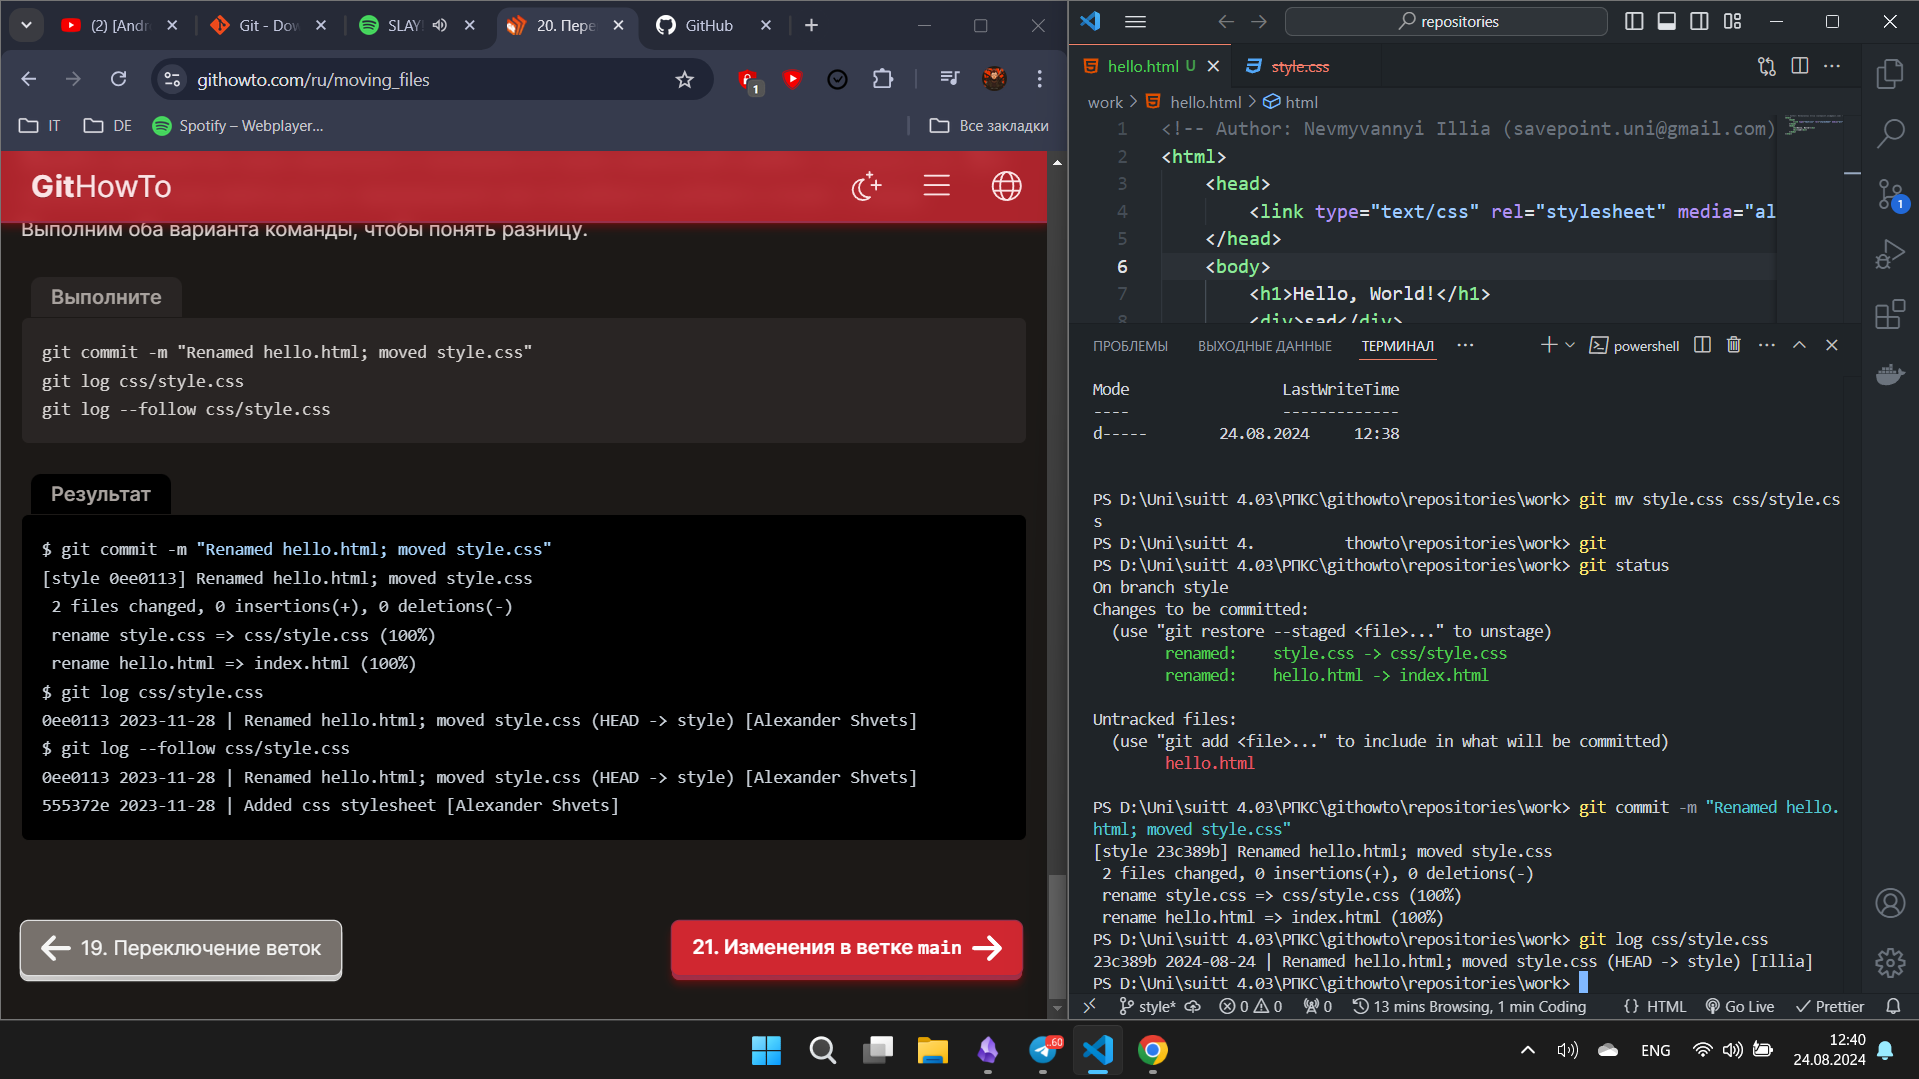 (2) [Andr
Git - Dow
SLAY!
20. Пере
GitHub
githowto.com/ru/moving_files
1
IT
DE
Spotify – Webplayer...
Все закладки
GitHowTo
Выполним оба варианта команды, чтобы понять разницу.
Выполните
git commit -m "Renamed hello.html; moved style.css"
git log css/style.css
git log --follow css/style.css
Результат
$ git commit -m "Renamed hello.html; moved style.css"
[style 0ee0113] Renamed hello.html; moved style.css
2 files changed, 0 insertions(+), 0 deletions(-)
rename style.css => css/style.css (100%)
rename hello.html => index.html (100%)
$ git log css/style.css
0ee0113 2023-11-28 | Renamed hello.html; moved style.css (HEAD -> style) [Alexander Shvets]
$ git log --follow css/style.css
0ee0113 2023-11-28 | Renamed hello.html; moved style.css (HEAD -> style) [Alexander Shvets]
555372e 2023-11-28 | Added css stylesheet [Alexander Shvets]
19. Переключение веток
21. Изменения в ветке main
repositories
hello.html U
style.css
work > hello.html > html
1 <!-- Author: Nevmyvannyi Illia (savepoint.uni@gmail.com)
2 <html>
3 <head>
4 <link type="text/css" rel="stylesheet" media="al
5 </head>
6 <body>
7 <h1>Hello, World!</h1>
8 <div>sad</div>
1
ПРОБЛЕМЫ
ВЫХОДНЫЕ ДАННЫЕ
ТЕРМИНАЛ
powershell
Mode LastWriteTime
---- -------------
d----- 24.08.2024 12:38
PS D:\Uni\suitt 4.03\РПКС\githowto\repositories\work> git mv style.css css/style.cs
s
PS D:\Uni\suitt 4. thowto\repositories\work> git
PS D:\Uni\suitt 4.03\РПКС\githowto\repositories\work> git status
On branch style
Changes to be committed:
(use "git restore --staged <file>..." to unstage)
renamed: style.css -> css/style.css
renamed: hello.html -> index.html
Untracked files:
(use "git add <file>..." to include in what will be committed)
hello.html
PS D:\Uni\suitt 4.03\РПКС\githowto\repositories\work> git commit -m "Renamed hello.
html; moved style.css"
[style 23c389b] Renamed hello.html; moved style.css
2 files changed, 0 insertions(+), 0 deletions(-)
rename style.css => css/style.css (100%)
rename hello.html => index.html (100%)
PS D:\Uni\suitt 4.03\РПКС\githowto\repositories\work> git log css/style.css
23c389b 2024-08-24 | Renamed hello.html; moved style.css (HEAD -> style) [Illia]
PS D:\Uni\suitt 4.03\РПКС\githowto\repositories\work>
style* 0 0 0 13 mins Browsing, 1 min Coding {} HTML Go Live Prettier
60
ENG
12:40
24.08.2024